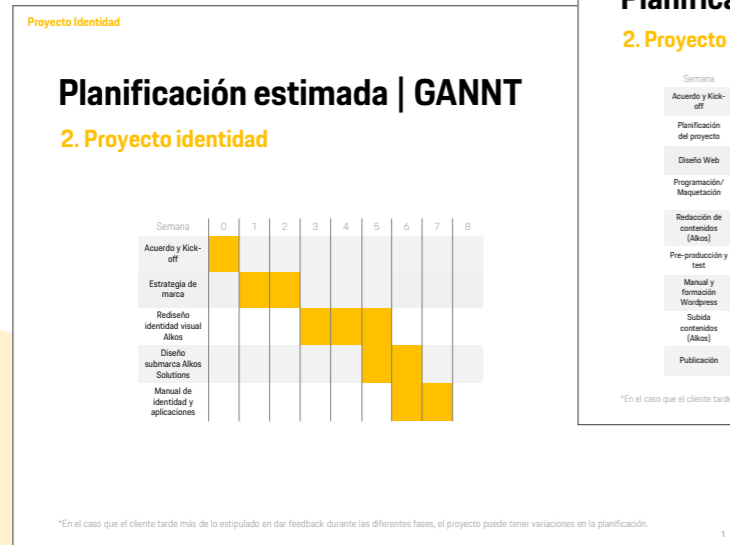 Proyecto Identidad
Planificación estimada | GANNT
2. Proyecto identidad
Semana 0 1 2 3 4 5 6 7 8
Acuerdo y Kick-
off
Estrategia de
marca
Rediseño
identidad visual
Alkos
Diseño
submarca Alkos
Solutions
Manual de
identidad y
aplicaciones
*En el caso que el cliente tarde más de lo estipulado en dar feedback durante las diferentes fases, el proyecto puede tener variaciones en la planificación.
2. Proyecto
Semana
Acuerdo y Kick-
off
Planificación
del proyecto
Diseño Web
Programación/
Maquetación
Redacción de
contenidos
(Alkos)
Pre-producción y
test
Manual y
formación
Wordpress
Subida
contenidos
(Alkos)
Publicación
*En el caso que el cliente tarde
1